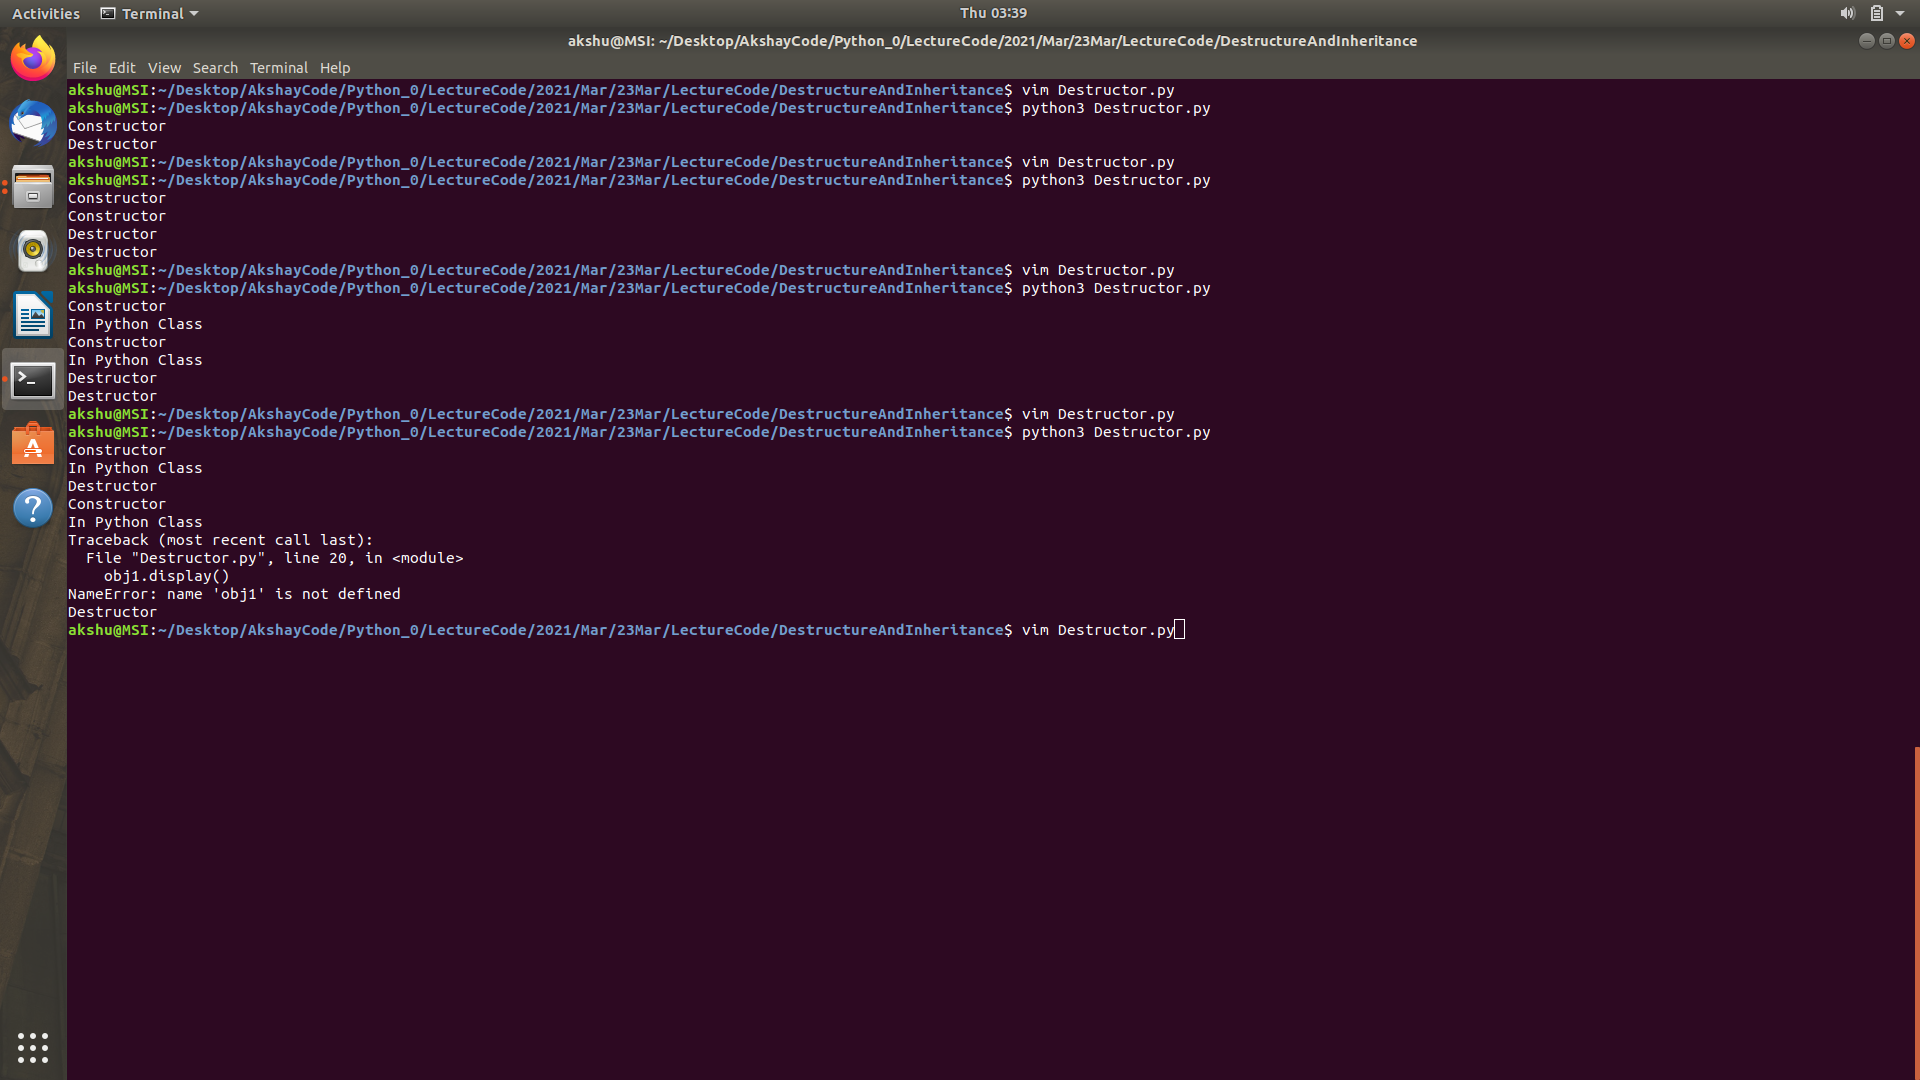 Activities Terminal Thu 03:39
akshu@MSI: ~/Desktop/AkshayCode/Python_0/LectureCode/2021/Mar/23Mar/LectureCode/DestructureAndInheritance
File Edit View Search Terminal Help
akshu@MSI:~/Desktop/AkshayCode/Python_0/LectureCode/2021/Mar/23Mar/LectureCode/DestructureAndInheritance$ vim Destructor.py
akshu@MSI:~/Desktop/AkshayCode/Python_0/LectureCode/2021/Mar/23Mar/LectureCode/DestructureAndInheritance$ python3 Destructor.py
Constructor
Destructor
akshu@MSI:~/Desktop/AkshayCode/Python_0/LectureCode/2021/Mar/23Mar/LectureCode/DestructureAndInheritance$ vim Destructor.py
akshu@MSI:~/Desktop/AkshayCode/Python_0/LectureCode/2021/Mar/23Mar/LectureCode/DestructureAndInheritance$ python3 Destructor.py
Constructor
Constructor
Destructor
Destructor
akshu@MSI:~/Desktop/AkshayCode/Python_0/LectureCode/2021/Mar/23Mar/LectureCode/DestructureAndInheritance$ vim Destructor.py
akshu@MSI:~/Desktop/AkshayCode/Python_0/LectureCode/2021/Mar/23Mar/LectureCode/DestructureAndInheritance$ python3 Destructor.py
Constructor
In Python Class
Constructor
In Python Class
Destructor
Destructor
akshu@MSI:~/Desktop/AkshayCode/Python_0/LectureCode/2021/Mar/23Mar/LectureCode/DestructureAndInheritance$ vim Destructor.py
akshu@MSI:~/Desktop/AkshayCode/Python_0/LectureCode/2021/Mar/23Mar/LectureCode/DestructureAndInheritance$ python3 Destructor.py
Constructor
In Python Class
Destructor
Constructor
In Python Class
Traceback (most recent call last):
  File "Destructor.py", line 20, in <module>
    obj1.display()
NameError: name 'obj1' is not defined
Destructor
akshu@MSI:~/Desktop/AkshayCode/Python_0/LectureCode/2021/Mar/23Mar/LectureCode/DestructureAndInheritance$ vim Destructor.py